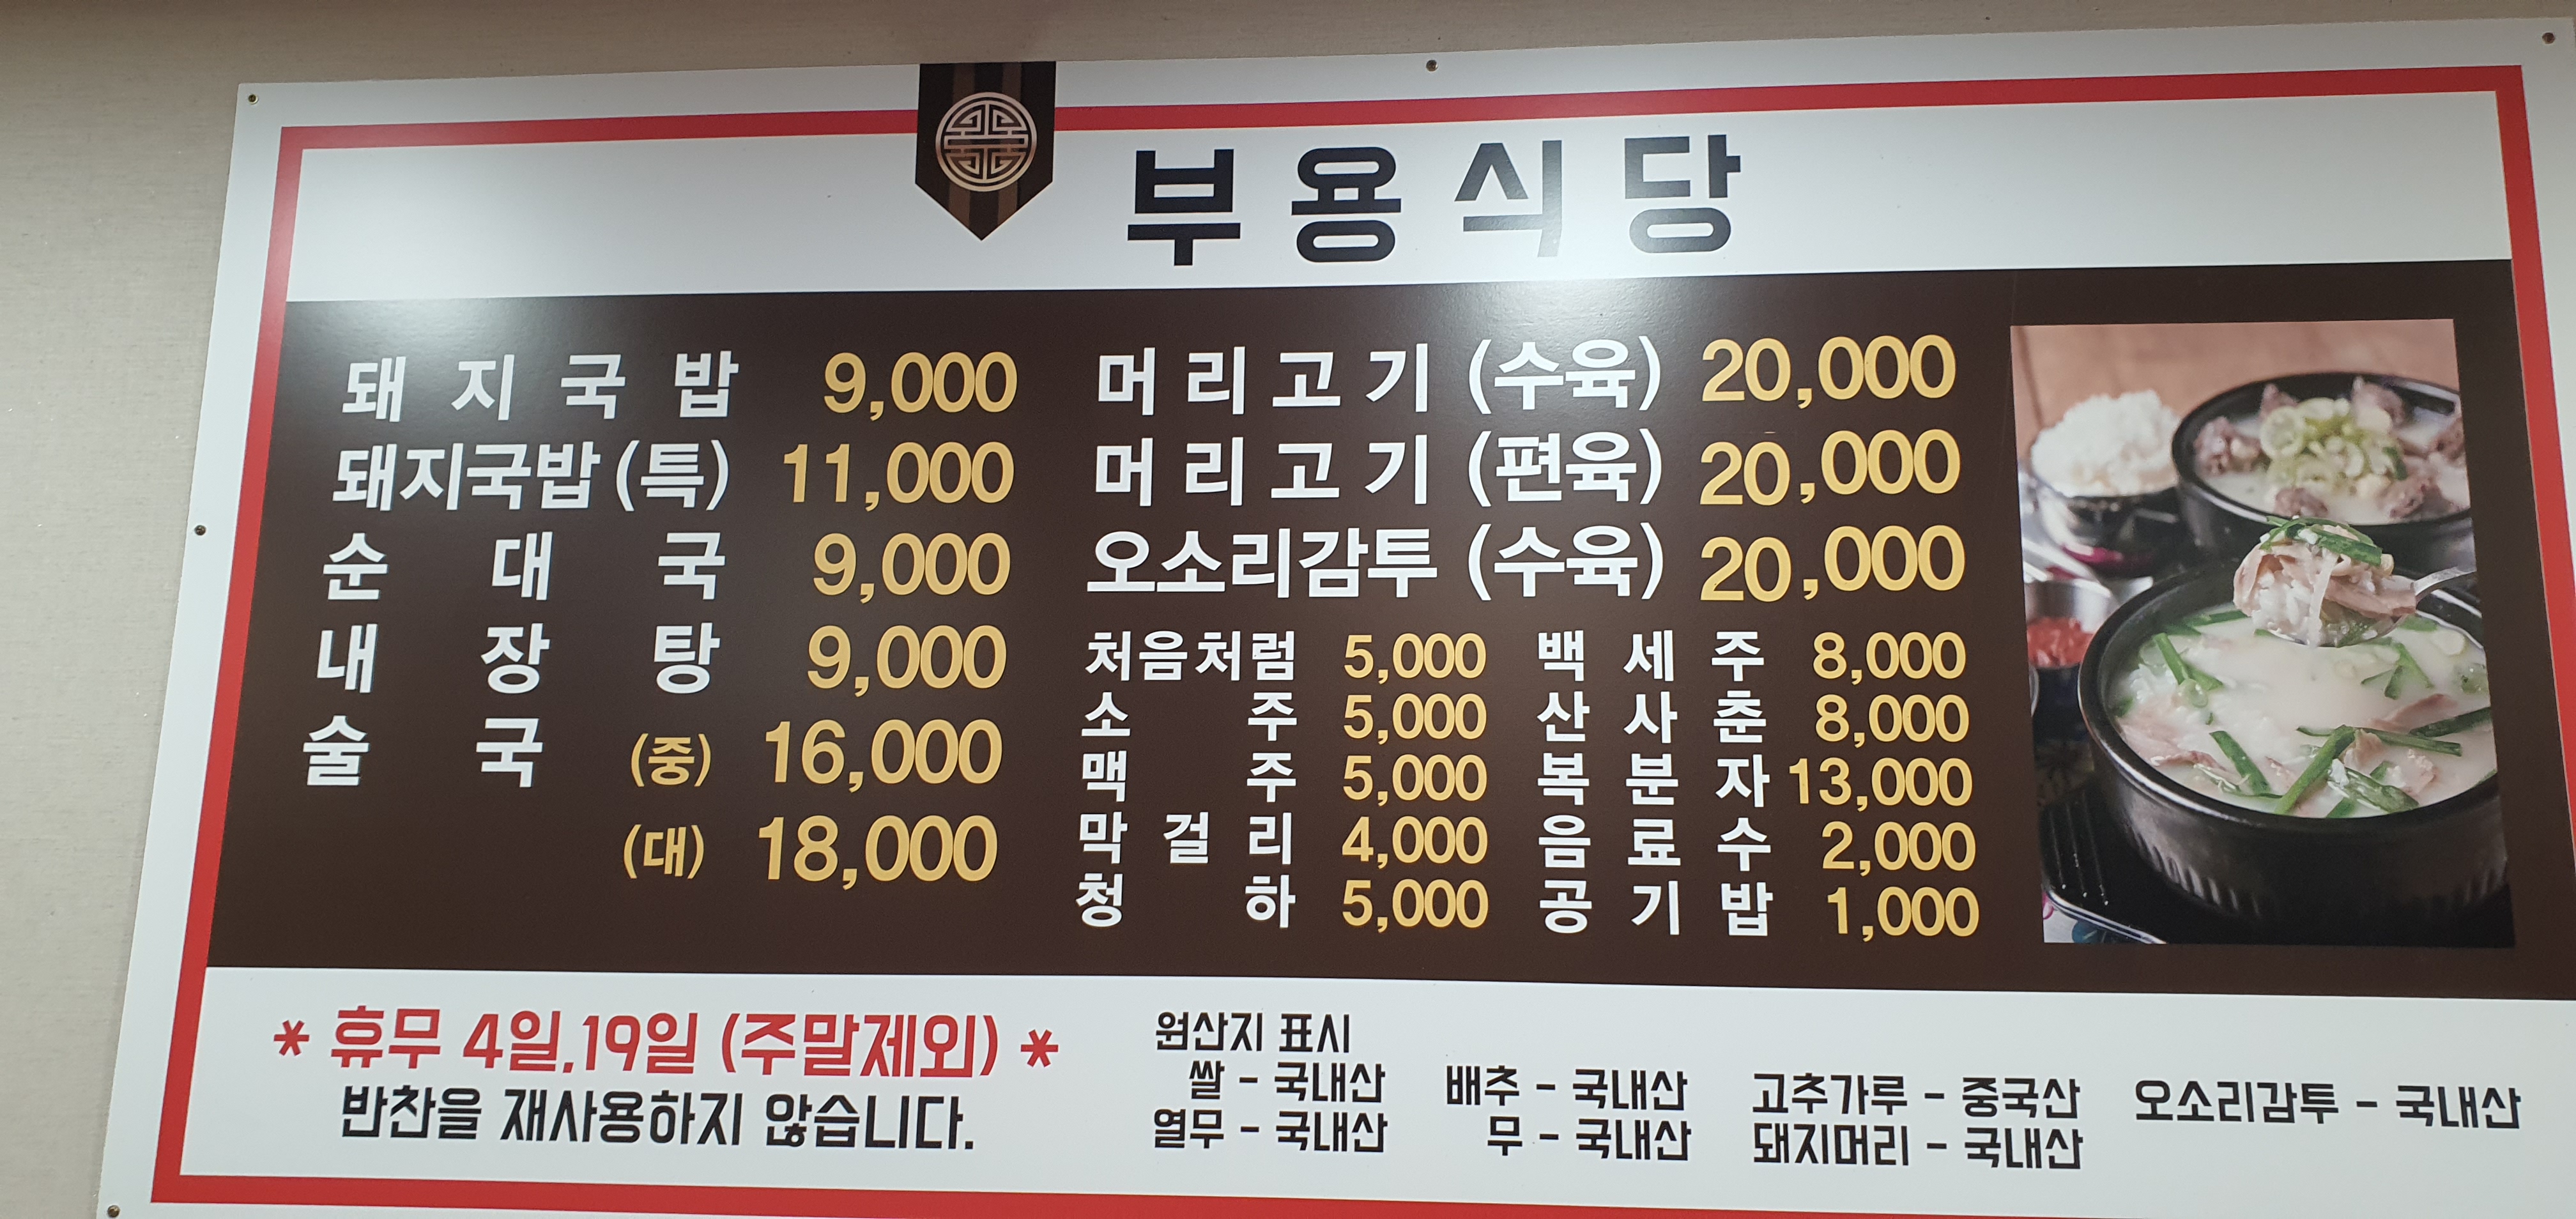 부용식당
돼지국밥 9,000
돼지국밥(특) 11,000
순대국 9,000
내장탕 9,000
술국 (중) 16,000
(대) 18,000
머리고기 (수육) 20,000
머리고기 (편육) 20,000
오소리감투 (수육) 20,000
처음처럼 5,000
소주 5,000
맥주 5,000
막걸리 4,000
청하 5,000
백세주 8,000
산사춘 8,000
복분자 13,000
음료수 2,000
공기밥 1,000
* 휴무 4일,19일 (주말제외) *
반찬을 재사용하지 않습니다.
원산지 표시
쌀 - 국내산 배추 - 국내산 고추가루 - 중국산 오소리감투 - 국내산
열무 - 국내산 무 - 국내산 돼지머리 - 국내산